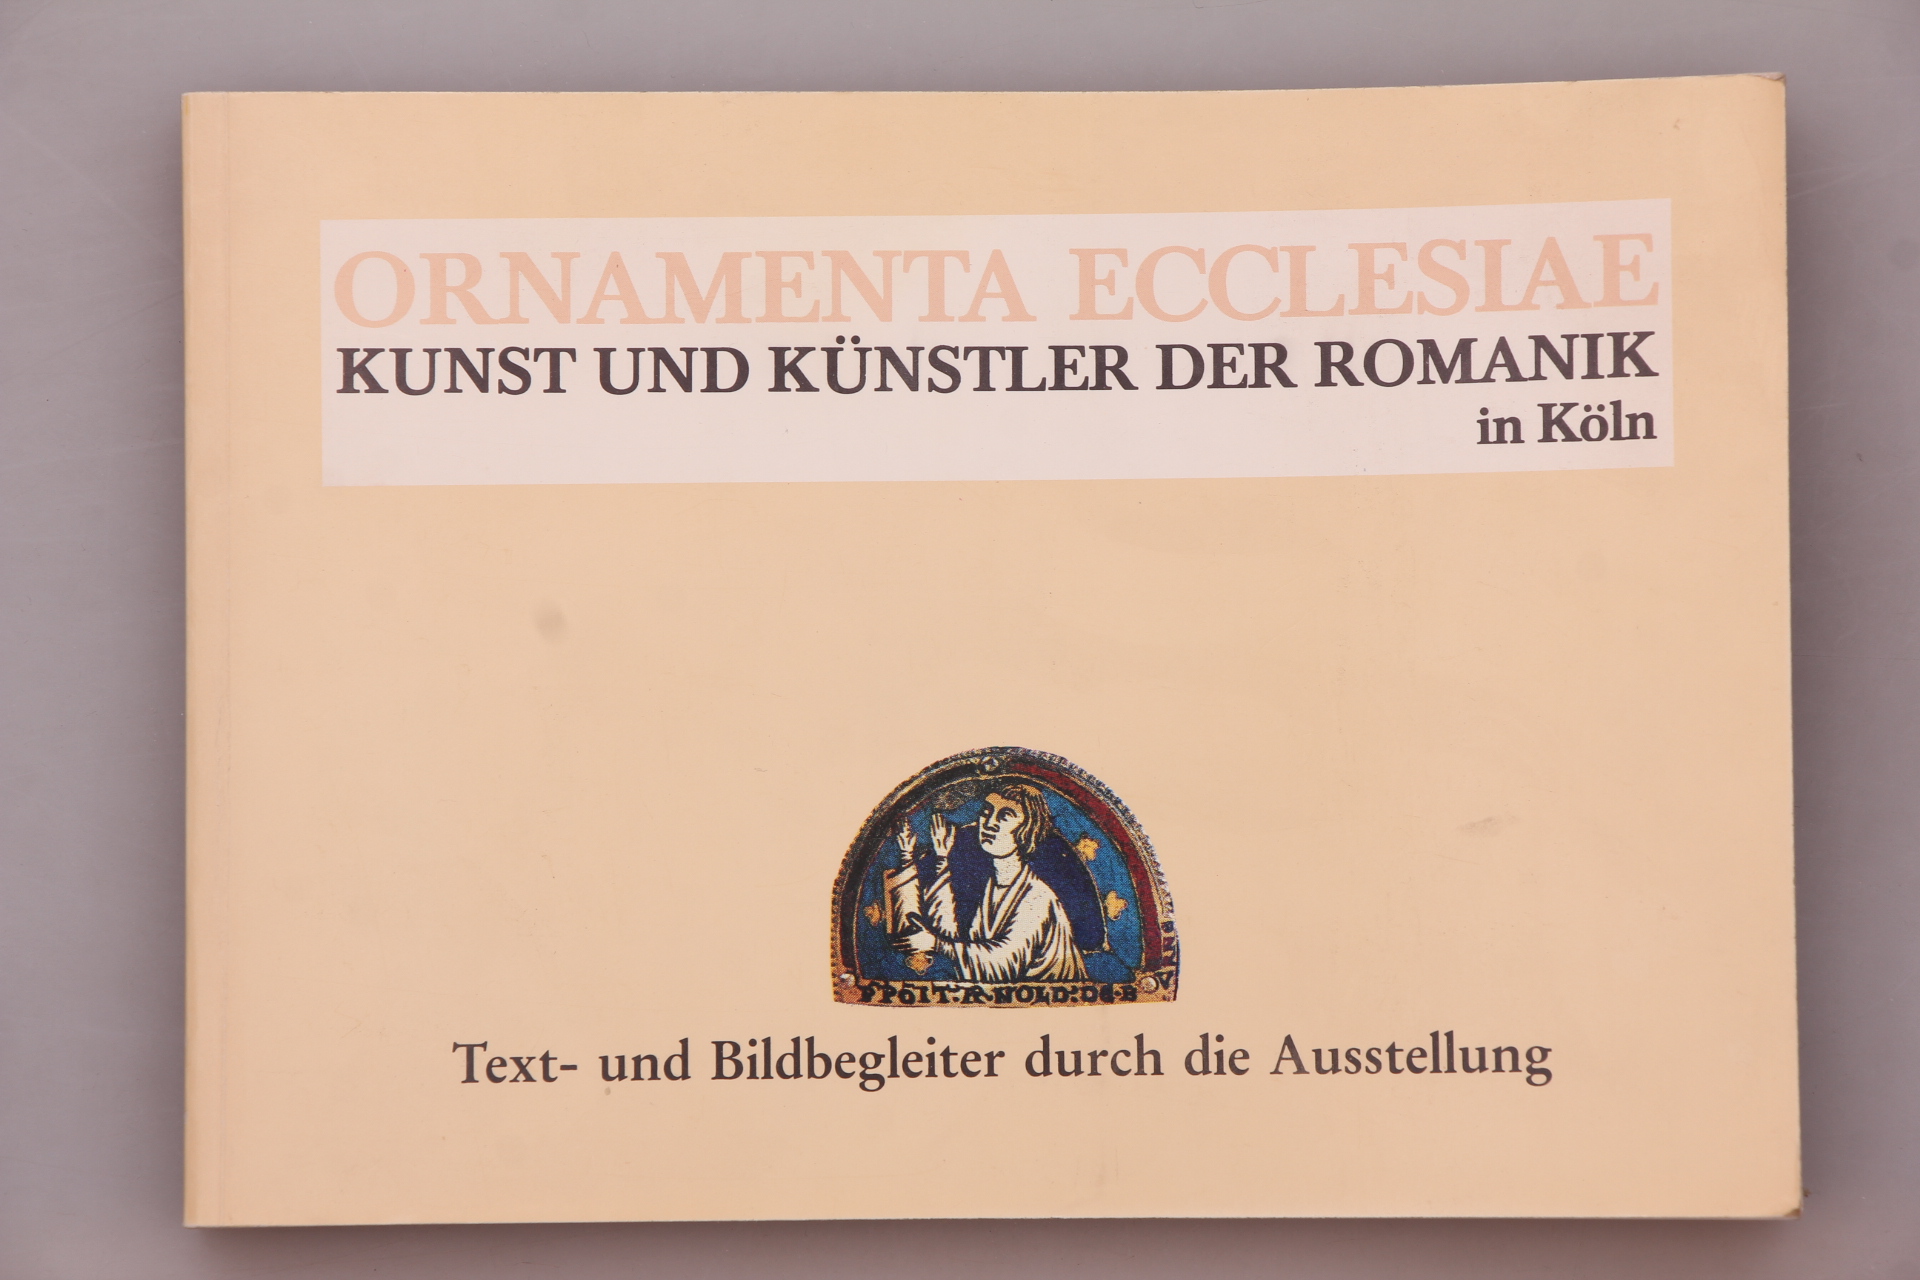 ORNAMENTA ECCLESIAE
KUNST UND KÜNSTLER DER ROMANIK
in Köln
Text- und Bildbegleiter durch die Ausstellung